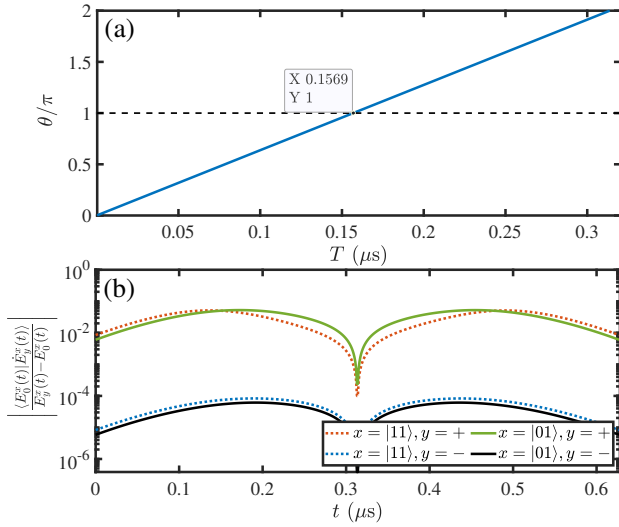 (a)
2
1.5
1
0.5
0
θ/π
X 0.1569
Y 1
0.05 0.1 0.15 0.2 0.25 0.3
T (μs)
(b)
10^0
10^-2
10^-4
10^-6
|⟨E_0^x(t)|Ė_y^x(t)⟩ / E_y^x(t)−E_0^x(t)|
x = |11⟩, y = + x = |01⟩, y = +
x = |11⟩, y = − x = |01⟩, y = −
0 0.1 0.2 0.3 0.4 0.5 0.6
t (μs)